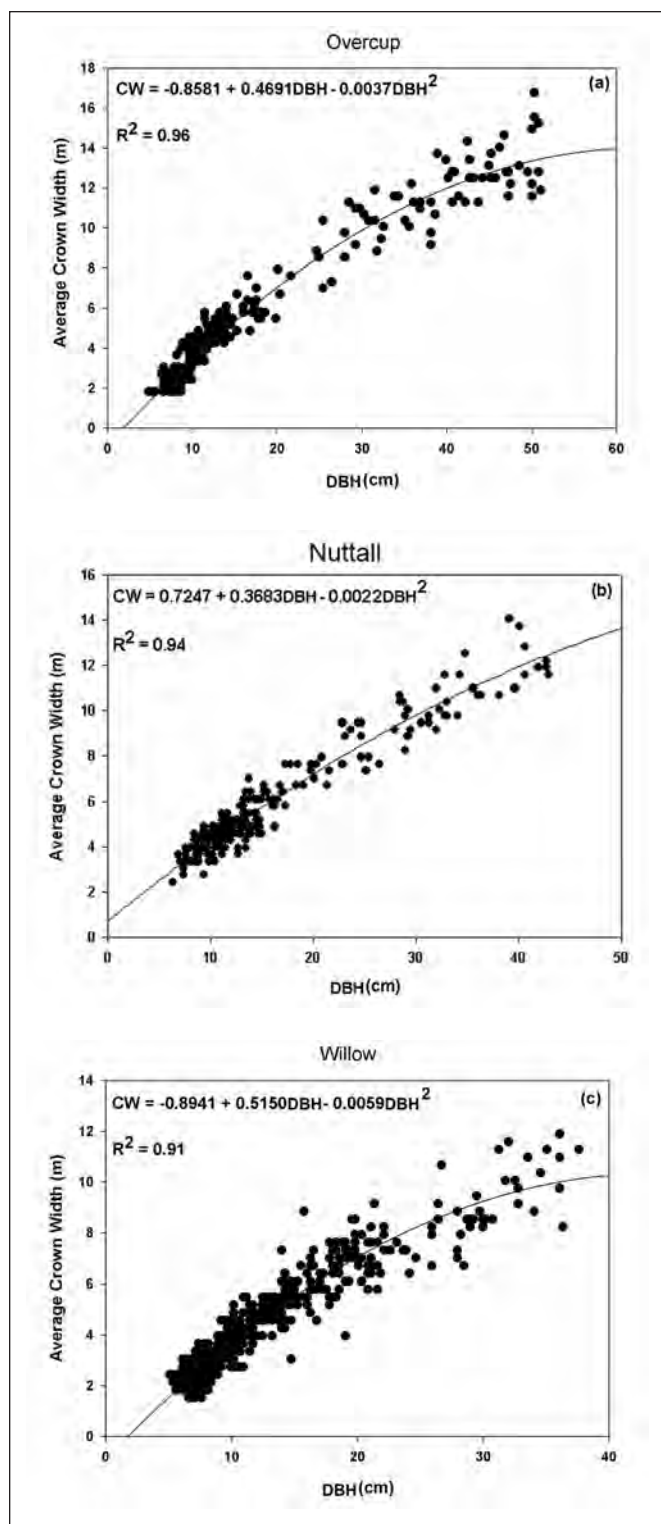 Overcup
CW = -0.8581 + 0.4691DBH - 0.0037DBH²
(a)
R² = 0.96
Average Crown Width (m)
18
16
14
12
10
8
6
4
2
0
0 10 20 30 40 50 60
DBH (cm)
Nuttall
CW = 0.7247 + 0.3683DBH - 0.0022DBH²
(b)
R² = 0.94
Average Crown Width (m)
16
14
12
10
8
6
4
2
0
0 10 20 30 40 50
DBH (cm)
Willow
CW = -0.8941 + 0.5150DBH- 0.0059DBH²
(c)
R² = 0.91
Average Crown Width (m)
14
12
10
8
6
4
2
0
0 10 20 30 40
DBH (cm)